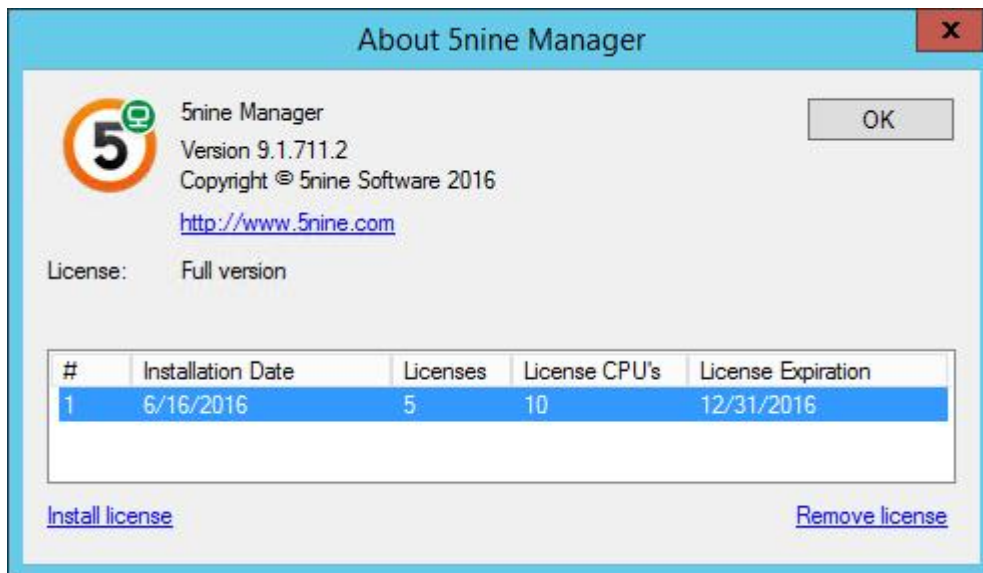 About 5nine Manager
x
5
5nine Manager
OK
Version 9.1.711.2
Copyright © 5nine Software 2016
http://www.5nine.com
License: Full version
# Installation Date Licenses License CPU's License Expiration
1 6/16/2016 5 10 12/31/2016
Install license Remove license